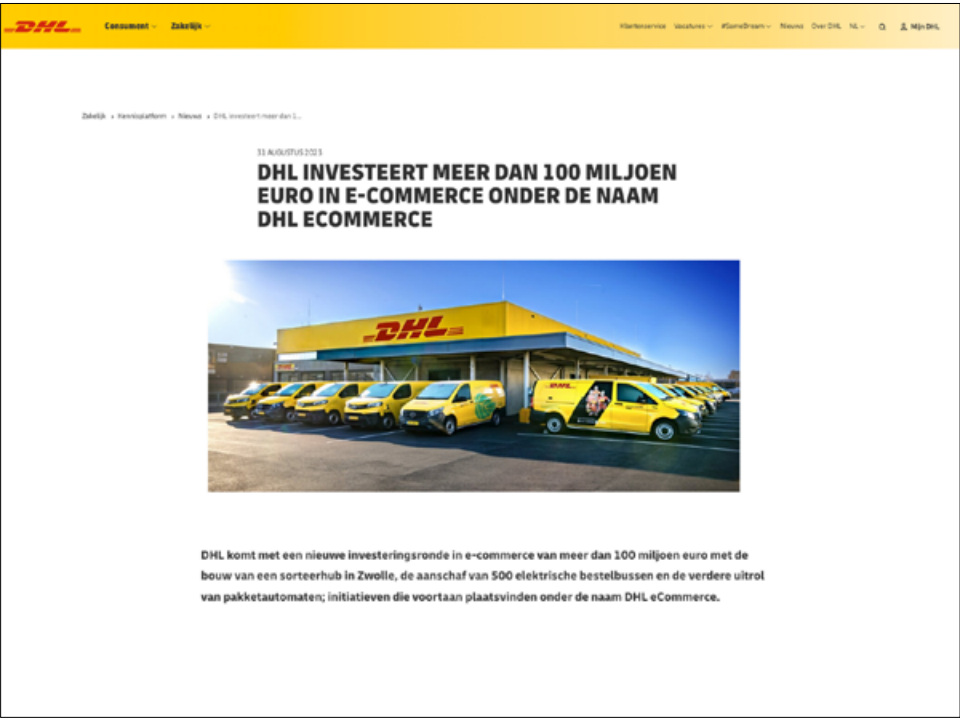 DHL
Consument
Zakelijk
Klantenservice Vacatures #SameDream Nieuws Over DHL NL Mijn DHL
Zakelijk Kennisplatform Nieuws DHL investeert meer dan 1...
31 AUGUSTUS 2023
DHL INVESTEERT MEER DAN 100 MILJOEN
EURO IN E-COMMERCE ONDER DE NAAM
DHL ECOMMERCE
DHL
DHL
DHL komt met een nieuwe investeringsronde in e-commerce van meer dan 100 miljoen euro met de
bouw van een sorteerhub in Zwolle, de aanschaf van 500 elektrische bestelbussen en de verdere uitrol
van pakketautomaten; initiatieven die voortaan plaatsvinden onder de naam DHL eCommerce.